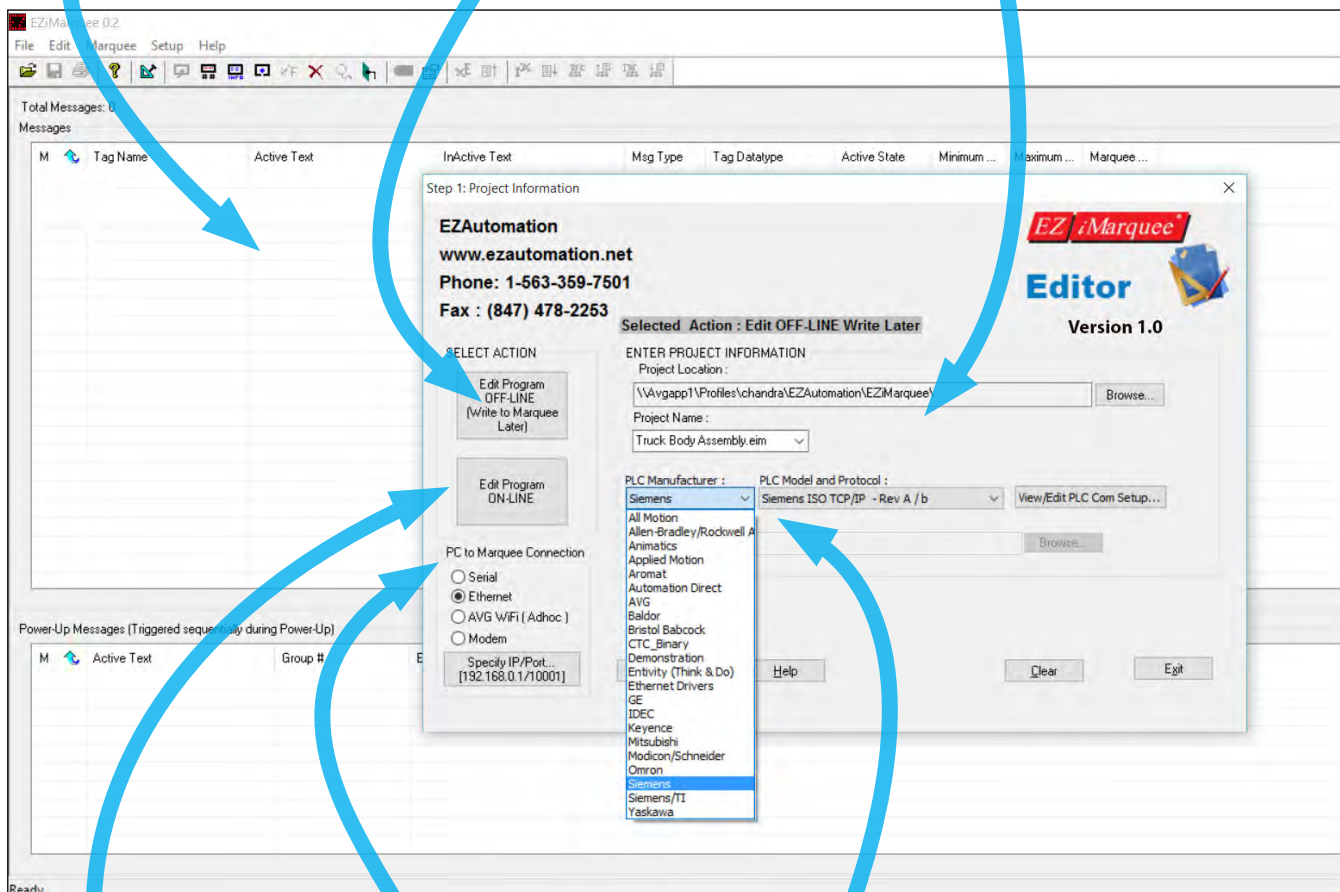 EZiMarquee 0.2
File Edit Marquee Setup Help
Total Messages: 0
Messages
M Tag Name Active Text InActive Text Msg Type Tag Datatype Active State Minimum ... Maximum ... Marquee ...
Step 1: Project Information
EZAutomation
www.ezautomation.net
Phone: 1-563-359-7501
Fax : (847) 478-2253
EZ iMarquee
Editor
Version 1.0
Selected Action : Edit OFF-LINE Write Later
SELECT ACTION
Edit Program
OFF-LINE
(Write to Marquee
Later)
Edit Program
ON-LINE
PC to Marquee Connection
Serial
Ethernet
AVG WiFi ( Adhoc )
Modem
Specify IP/Port...
[192.168.0.1/10001]
ENTER PROJECT INFORMATION
Project Location :
\\Avgapp1\Profiles\chandra\EZAutomation\EZiMarquee\
Browse...
Project Name :
Truck Body Assembly.eim
PLC Manufacturer : PLC Model and Protocol :
Siemens Siemens ISO TCP/IP - Rev A / b View/Edit PLC Com Setup...
All Motion
Allen-Bradley/Rockwell A
Animatics
Applied Motion
Aromat
Automation Direct
AVG
Baldor
Bristol Babcock
CTC_Binary
Demonstration
Entivity (Think & Do)
Ethernet Drivers
GE
IDEC
Keyence
Mitsubishi
Modicon/Schneider
Omron
Siemens
Siemens/TI
Yaskawa
Browse...
Help Clear Exit
Power-Up Messages (Triggered sequentially during Power-Up)
M Active Text Group #
Ready